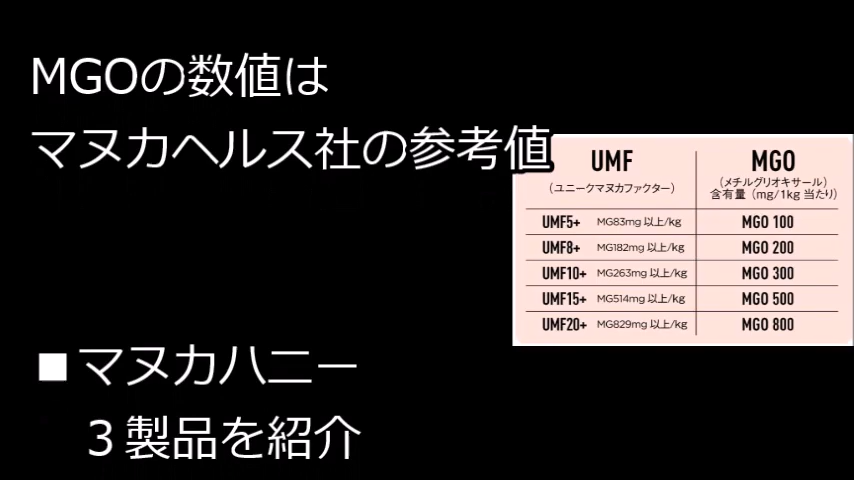 MGOの数値は
マヌカヘルス社の参考値
UMF MGO
(ユニークマヌカファクター) (メチルグリオキサール)
含有量 (mg/1kg 当たり)
UMF5+ MG83mg 以上/kg MGO 100
UMF8+ MG182mg 以上/kg MGO 200
UMF10+ MG263mg 以上/kg MGO 300
UMF15+ MG514mg 以上/kg MGO 500
UMF20+ MG829mg 以上/kg MGO 800
■マヌカハニー
３製品を紹介